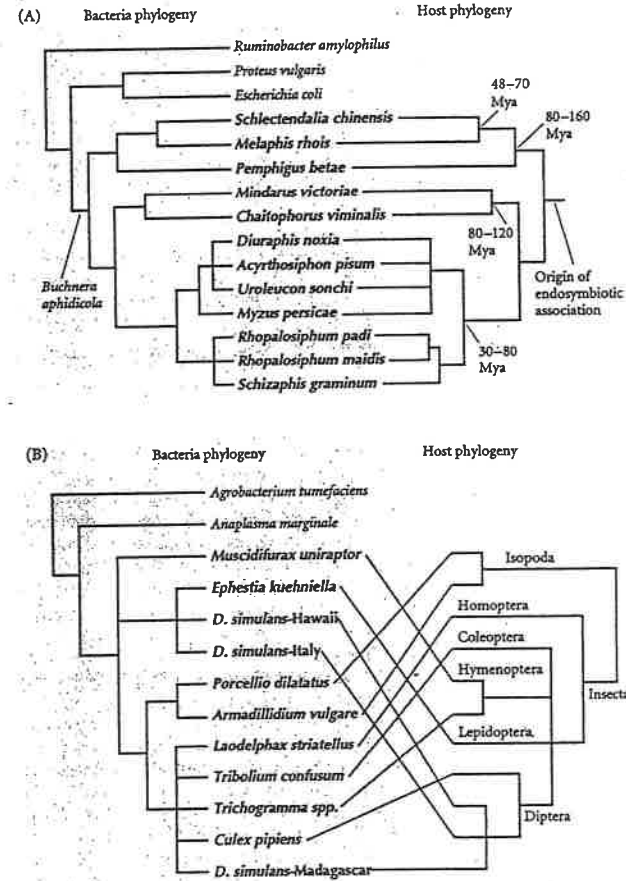 (A)
Bacteria phylogeny
Host phylogeny
Ruminobacter amylophilus
Proteus vulgaris
Escherichia coli
Schlectendalia chinensis
Melaphis rhois
Pemphigus betae
Mindarus victoriae
Chaitophorus viminalis
Diuraphis noxia
Acyrthosiphon pisum
Uroleucon sonchi
Myzus persicae
Rhopalosiphum padi
Rhopalosiphum maidis
Schizaphis graminum
Buchnera
aphidicola
48–70
Mya
80–160
Mya
80–120
Mya
30–80
Mya
Origin of
endosymbiotic
association
(B)
Bacteria phylogeny
Host phylogeny
Agrobacterium tumefaciens
Anaplasma marginale
Muscidifurax uniraptor
Ephestia kuehniella
D. simulans-Hawaii
D. simulans-Italy
Porcellio dilatatus
Armadillidium vulgare
Laodelphax striatellus
Tribolium confusum
Trichogramma spp.
Culex pipiens
D. simulans-Madagascar
Isopoda
Homoptera
Coleoptera
Hymenoptera
Insecta
Lepidoptera
Diptera